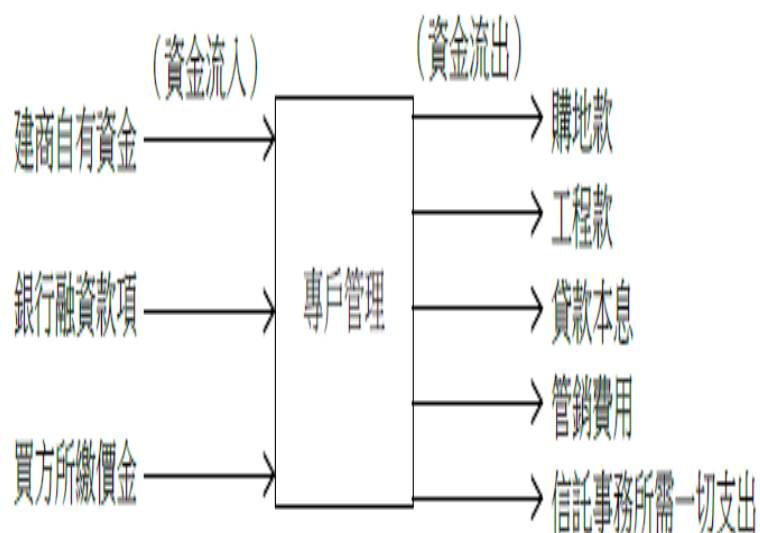 （資金流入）
（資金流出）
建商自有資金
銀行融資款項
買方所繳價金
專戶管理
購地款
工程款
貸款本息
管銷費用
信託事務所需一切支出